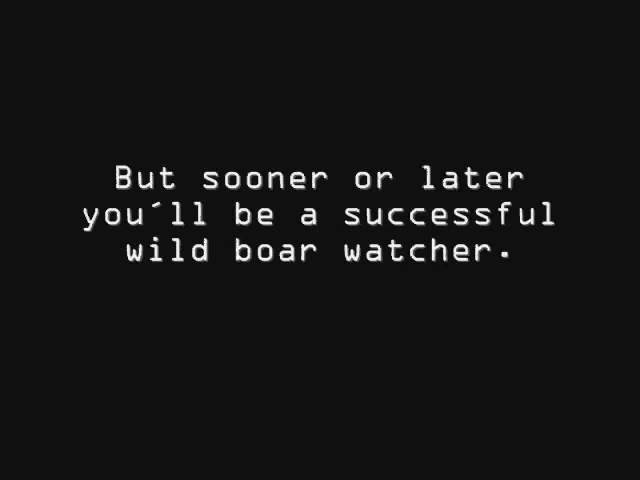 But sooner or later
you´ll be a successful
wild boar watcher.